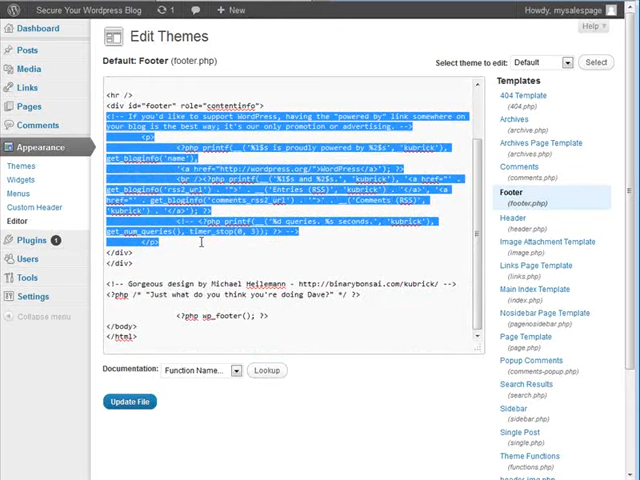 Secure Your Wordpress Blog
1
+ New
Howdy, mysalespage
Dashboard
Posts
Media
Links
Pages
Comments
Appearance
Themes
Widgets
Menus
Custom Header
Editor
Plugins 1
Users
Tools
Settings
Collapse menu
Help
Edit Themes
Default: Footer (footer.php)
Select theme to edit: Default
Select
<hr />
<div id="footer" role="contentinfo">
<!-- If you'd like to support WordPress, having the "powered by" link somewhere on
your blog is the best way; it's our only promotion or advertising. -->
<p>
<?php printf(__('%1$s is proudly powered by %2$s', 'kubrick'),
get_bloginfo('name'),
'<a href="http://wordpress.org/">WordPress</a>'); ?>
<br /><?php printf(__('%1$s and %2$s.', 'kubrick'), '<a href="' .
get_bloginfo('rss2_url') . '">' . __('Entries (RSS)', 'kubrick') . '</a>', '<a
href="' . get_bloginfo('comments_rss2_url') . '">' . __('Comments (RSS)',
'kubrick') . '</a>'); ?>
<!-- <?php printf(__('%d queries. %s seconds.', 'kubrick'),
get_num_queries(), timer_stop(0, 3)); ?> -->
</p>
</div>
</div>
<!-- Gorgeous design by Michael Heilemann - http://binarybonsai.com/kubrick/ -->
<?php /* "Just what do you think you're doing Dave?" */ ?>
<?php wp_footer(); ?>
</body>
</html>
Documentation:
Function Name...
Lookup
Update File
Templates
404 Template
(404.php)
Archives
(archive.php)
Archives Page Template
(archives.php)
Comments
(comments.php)
Footer
(footer.php)
Header
(header.php)
Image Attachment Template
(image.php)
Links Page Template
(links.php)
Main Index Template
(index.php)
Nosidebar Page Template
(pagenosidebar.php)
Page Template
(page.php)
Popup Comments
(comments-popup.php)
Search Results
(search.php)
Sidebar
(sidebar.php)
Single Post
(single.php)
Theme Functions
(functions.php)
header-img.php